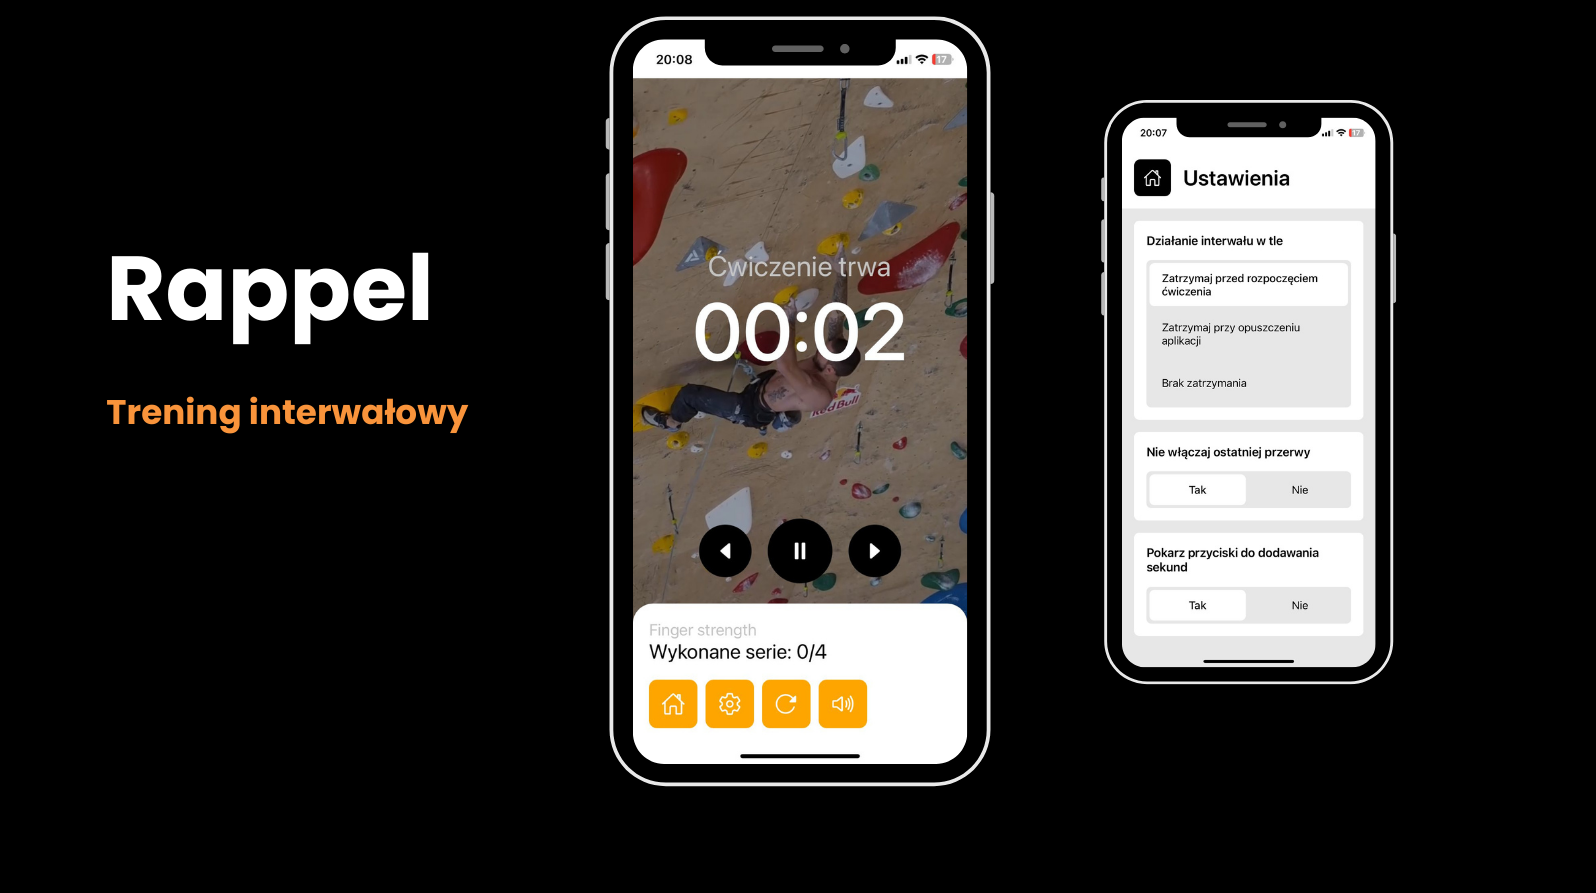 Rappel
Trening interwałowy
20:08
17
Ćwiczenie trwa
00:02
Red Bull
Finger strength
Wykonane serie: 0/4
20:07
17
Ustawienia
Działanie interwału w tle
Zatrzymaj przed rozpoczęciem
ćwiczenia
Zatrzymaj przy opuszczeniu
aplikacji
Brak zatrzymania
Nie włączaj ostatniej przerwy
Tak Nie
Pokarz przyciski do dodawania
sekund
Tak Nie